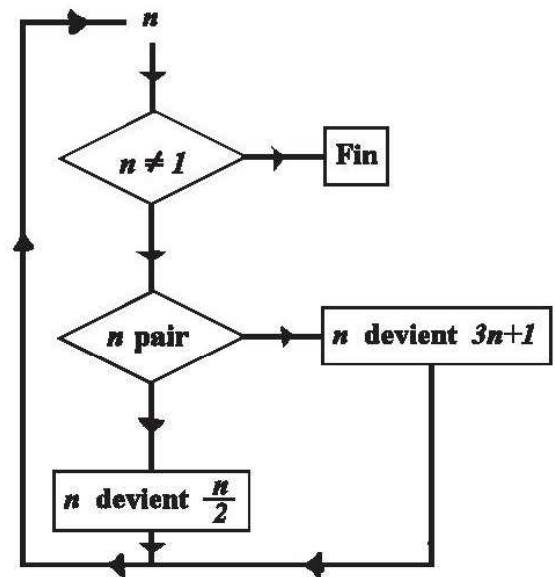 n
n ≠ 1
Fin
n pair
n devient 3n+1
n devient n/2